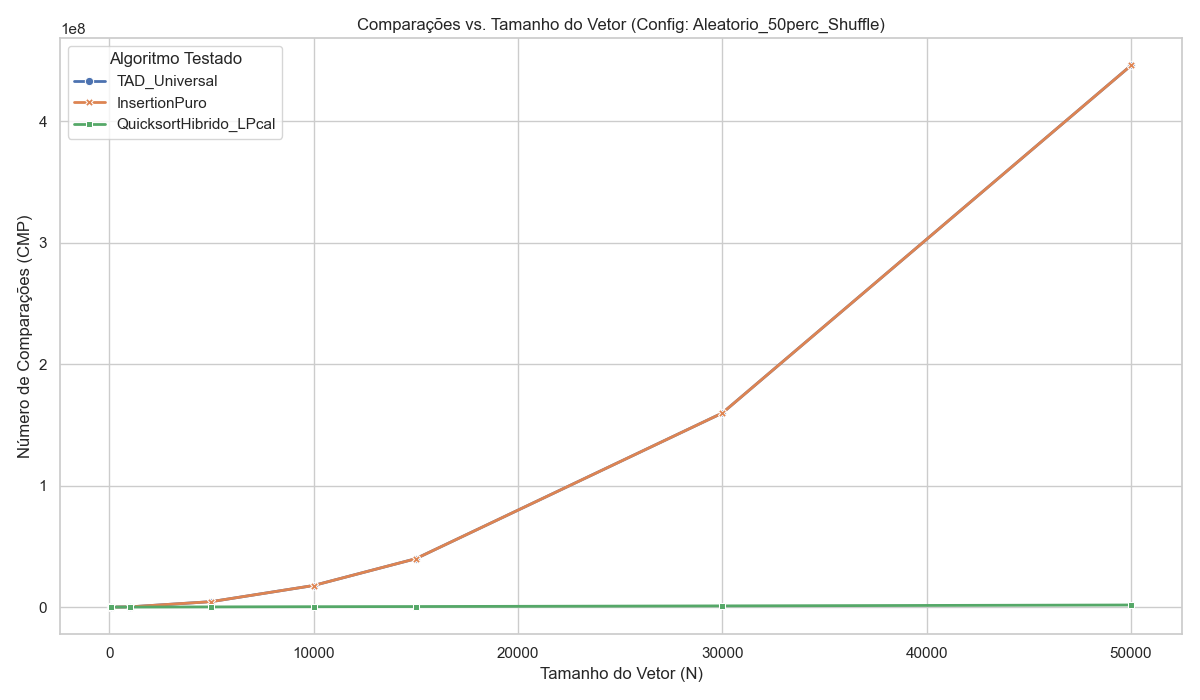 Comparações vs. Tamanho do Vetor (Config: Aleatorio_50perc_Shuffle)
1e8
Algoritmo Testado
TAD_Universal
InsertionPuro
QuicksortHibrido_LPcal
Número de Comparações (CMP)
4
3
2
1
0
0 10000 20000 30000 40000 50000
Tamanho do Vetor (N)